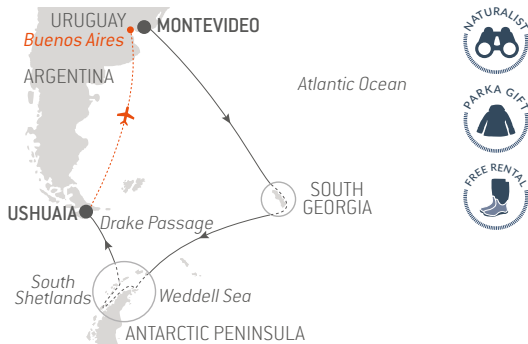 URUGUAY
MONTEVIDEO
Buenos Aires
ARGENTINA
Atlantic Ocean
SOUTH
GEORGIA
USHUAIA
Drake Passage
South
Shetlands
Weddell Sea
ANTARCTIC PENINSULA
NATURALIST
PARKA GIFT
FREE RENTAL